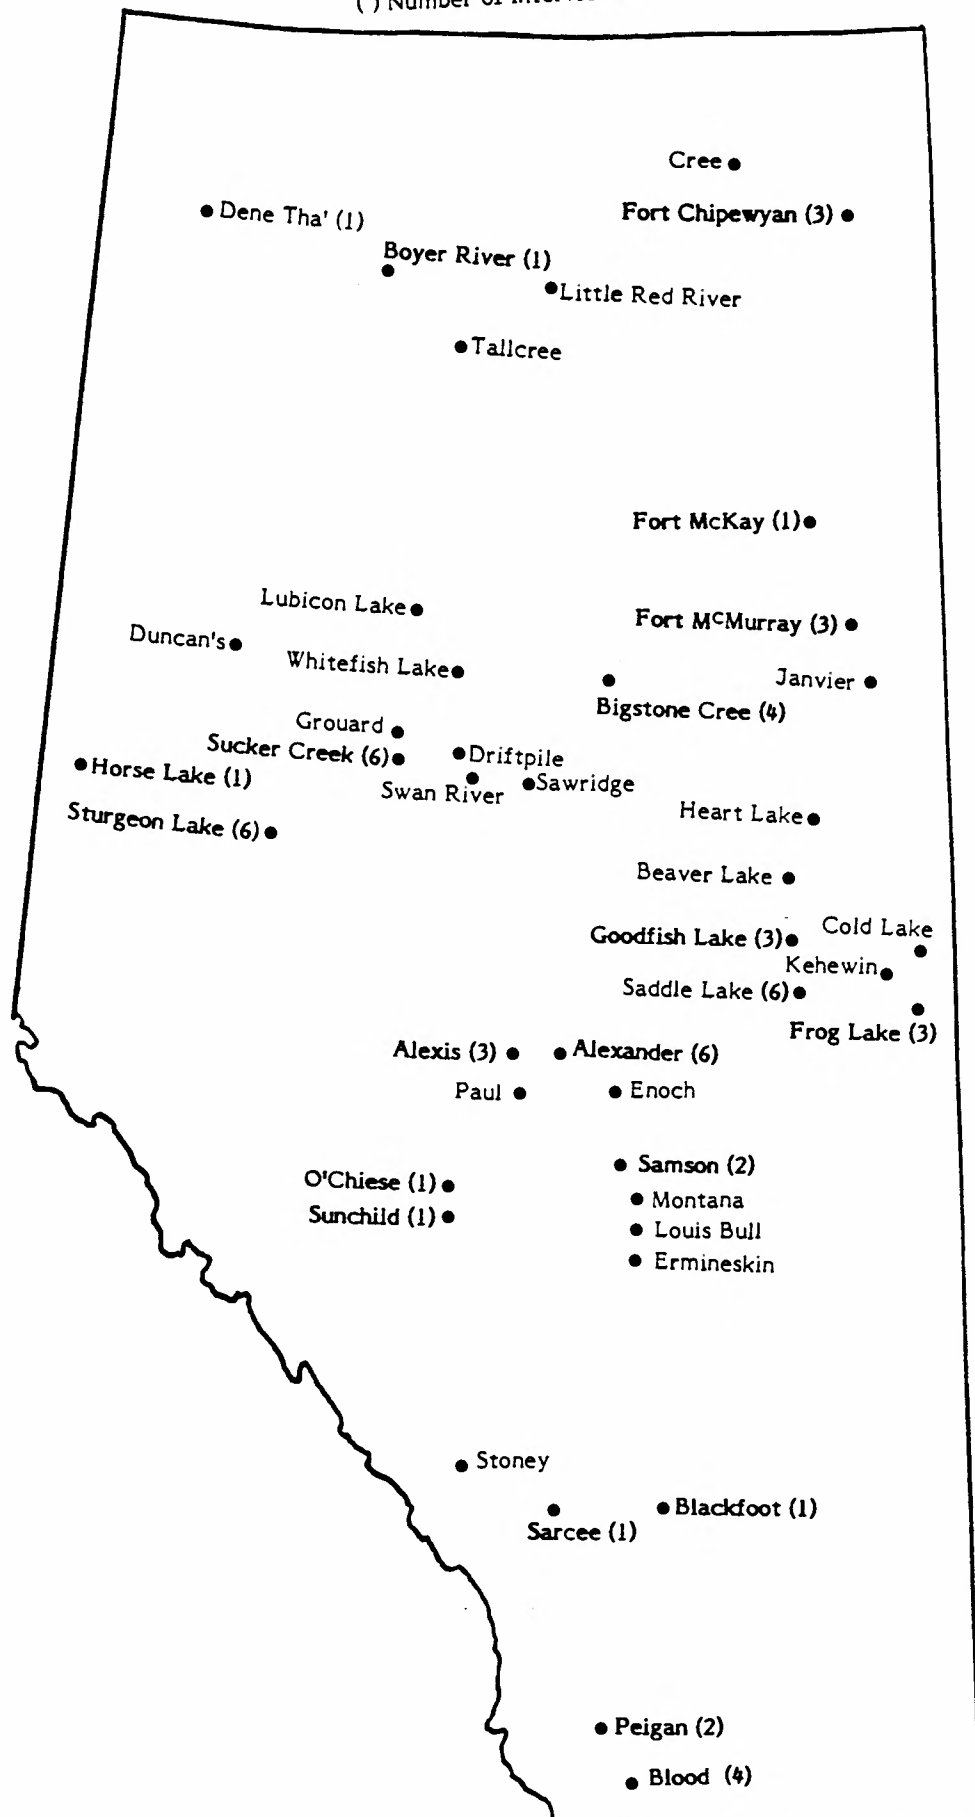 ( ) Number of
Cree
Dene Tha' (1)
Fort Chipewyan (3)
Boyer River (1)
Little Red River
Tallcree
Fort McKay (1)
Lubicon Lake
Fort McMurray (3)
Duncan's
Whitefish Lake
Janvier
Bigstone Cree (4)
Grouard
Sucker Creek (6)
Driftpile
Horse Lake (1)
Swan River
Sawridge
Sturgeon Lake (6)
Heart Lake
Beaver Lake
Cold Lake
Goodfish Lake (3)
Kehewin
Saddle Lake (6)
Frog Lake (3)
Alexis (3)
Alexander (6)
Paul
Enoch
Samson (2)
O'Chiese (1)
Montana
Sunchild (1)
Louis Bull
Ermineskin
Stoney
Blackfoot (1)
Sarcee (1)
Peigan (2)
Blood (4)